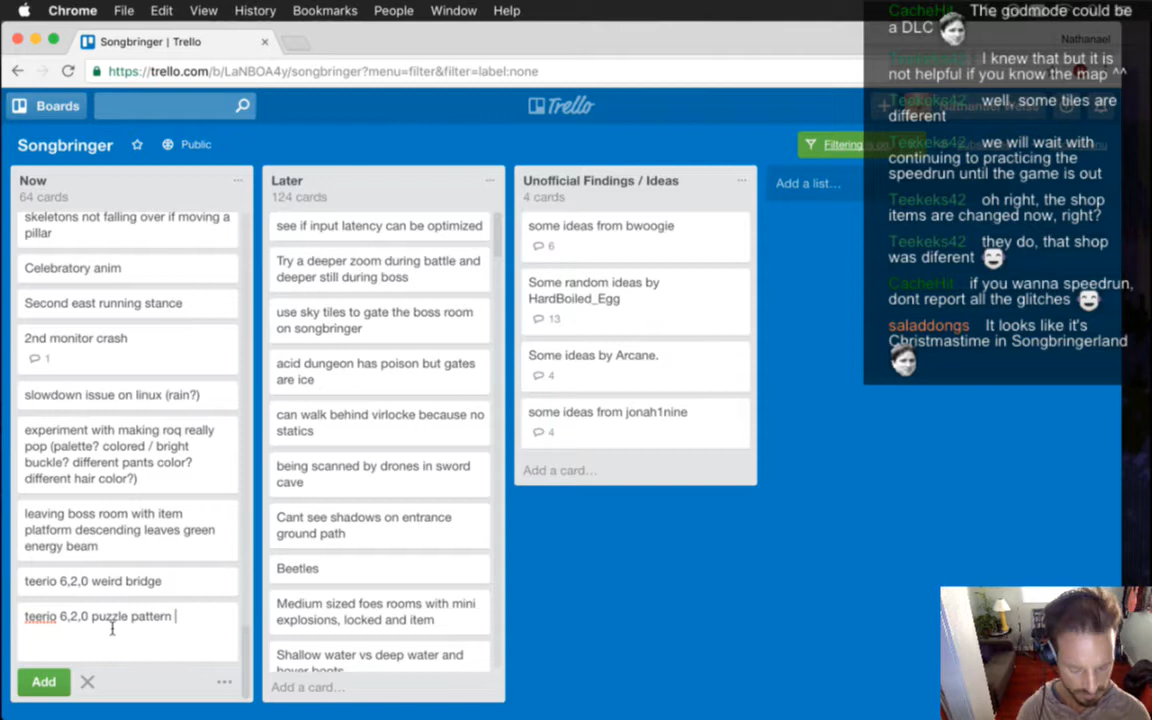 Chrome File Edit View History Bookmarks People Window Help
Songbringer | Trello
Nathanael
https://trello.com/b/LaNBOA4y/songbringer?menu=filter&filter=label:none
Boards
Trello
Songbringer
Public
Filtering is on.
Now
64 cards
skeletons not falling over if moving a
pillar
Celebratory anim
Second east running stance
2nd monitor crash
1
slowdown issue on linux (rain?)
experiment with making roq really
pop (palette? colored / bright
buckle? different pants color?
different hair color?)
leaving boss room with item
platform descending leaves green
energy beam
teerio 6,2,0 weird bridge
teerio 6,2,0 puzzle pattern
Add
Later
124 cards
see if input latency can be optimized
Try a deeper zoom during battle and
deeper still during boss
use sky tiles to gate the boss room
on songbringer
acid dungeon has poison but gates
are ice
can walk behind virlocke because no
statics
being scanned by drones in sword
cave
Cant see shadows on entrance
ground path
Beetles
Medium sized foes rooms with mini
explosions, locked and item
Shallow water vs deep water and
hover boots
Add a card...
Unofficial Findings / Ideas
4 cards
some ideas from bwoogie
6
Some random ideas by
HardBoiled_Egg
13
Some ideas by Arcane.
4
some ideas from jonah1nine
4
Add a card...
Add a list...
CacheHit The godmode could be
a DLC
Teekeks42 I knew that but it is
not helpful if you know the map ^^
Teekeks42 well, some tiles are
different
Teekeks42 we will wait with
continuing to practicing the
speedrun until the game is out
Teekeks42 oh right, the shop
items are changed now, right?
Teekeks42 they do, that shop
was diferent
CacheHit if you wanna speedrun,
dont report all the glitches
saladdongs It looks like it's
Christmastime in Songbringerland